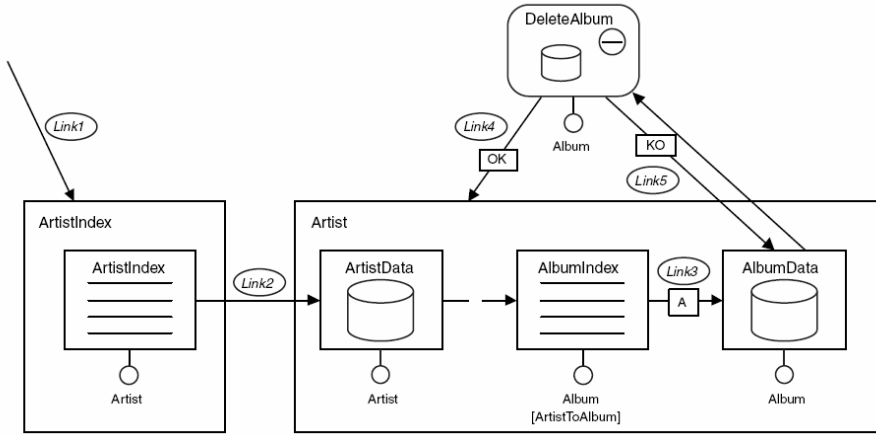 DeleteAlbum
Link1
Link4
OK
Album
KO
Link5
ArtistIndex
ArtistIndex
Artist
Link2
Artist
ArtistData
Artist
AlbumIndex
Album
[ArtistToAlbum]
Link3
A
AlbumData
Album